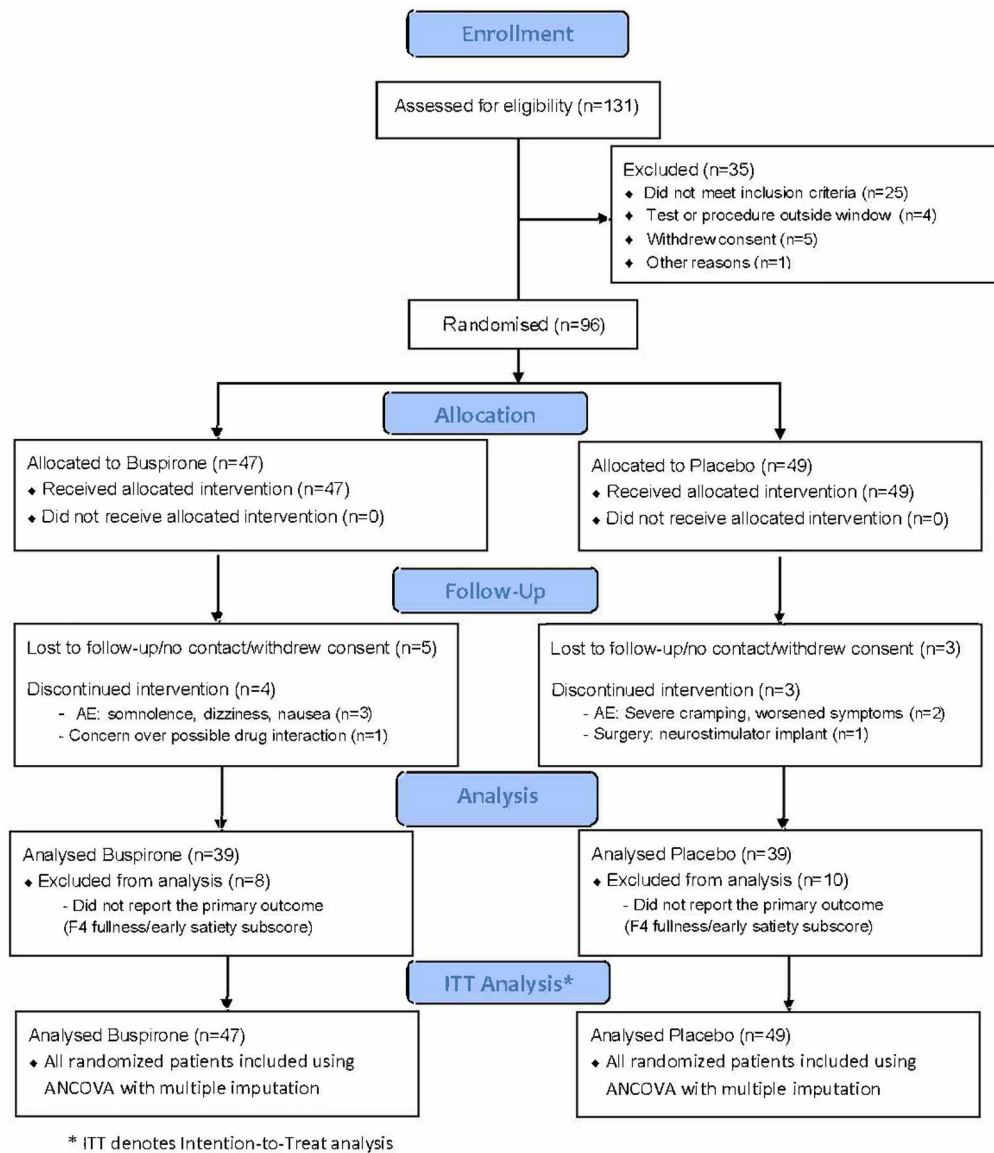 Enrollment
Assessed for eligibility (n=131)
Excluded (n=35)
♦ Did not meet inclusion criteria (n=25)
♦ Test or procedure outside window (n=4)
♦ Withdrew consent (n=5)
♦ Other reasons (n=1)
Randomised (n=96)
Allocation
Allocated to Buspirone (n=47)
♦ Received allocated intervention (n=47)
♦ Did not receive allocated intervention (n=0)
Allocated to Placebo (n=49)
♦ Received allocated intervention (n=49)
♦ Did not receive allocated intervention (n=0)
Follow-Up
Lost to follow-up/no contact/withdrew consent (n=5)
Discontinued intervention (n=4)
- AE: somnolence, dizziness, nausea (n=3)
- Concern over possible drug interaction (n=1)
Lost to follow-up/no contact/withdrew consent (n=3)
Discontinued intervention (n=3)
- AE: Severe cramping, worsened symptoms (n=2)
- Surgery: neurostimulator implant (n=1)
Analysis
Analysed Buspirone (n=39)
♦ Excluded from analysis (n=8)
- Did not report the primary outcome
(F4 fullness/early satiety subscore)
Analysed Placebo (n=39)
♦ Excluded from analysis (n=10)
- Did not report the primary outcome
(F4 fullness/early satiety subscore)
ITT Analysis*
Analysed Buspirone (n=47)
♦ All randomized patients included using
ANCOVA with multiple imputation
Analysed Placebo (n=49)
♦ All randomized patients included using
ANCOVA with multiple imputation
* ITT denotes Intention-to-Treat analysis